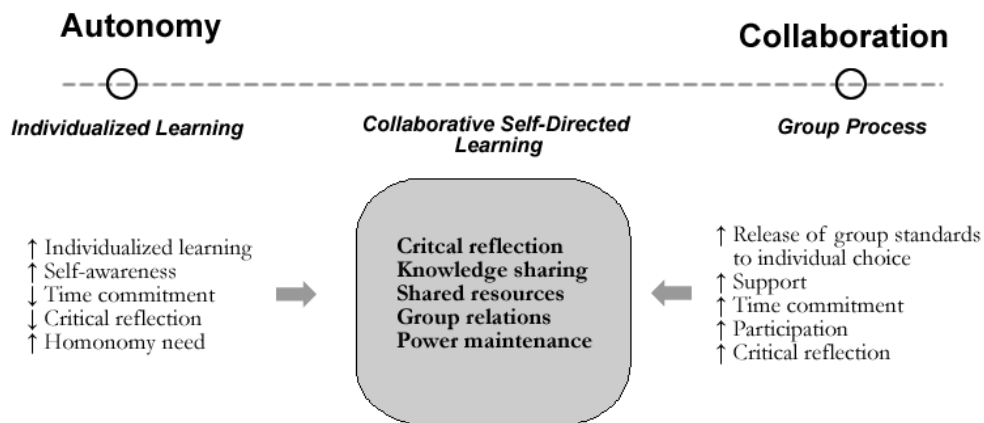 Autonomy
Collaboration
Individualized Learning
Collaborative Self-Directed
Learning
Group Process
↑ Individualized learning
↑ Self-awareness
↓ Time commitment
↓ Critical reflection
↑ Homonomy need
Critcal reflection
Knowledge sharing
Shared resources
Group relations
Power maintenance
↑ Release of group standards
to individual choice
↑ Support
↑ Time commitment
↑ Participation
↑ Critical reflection